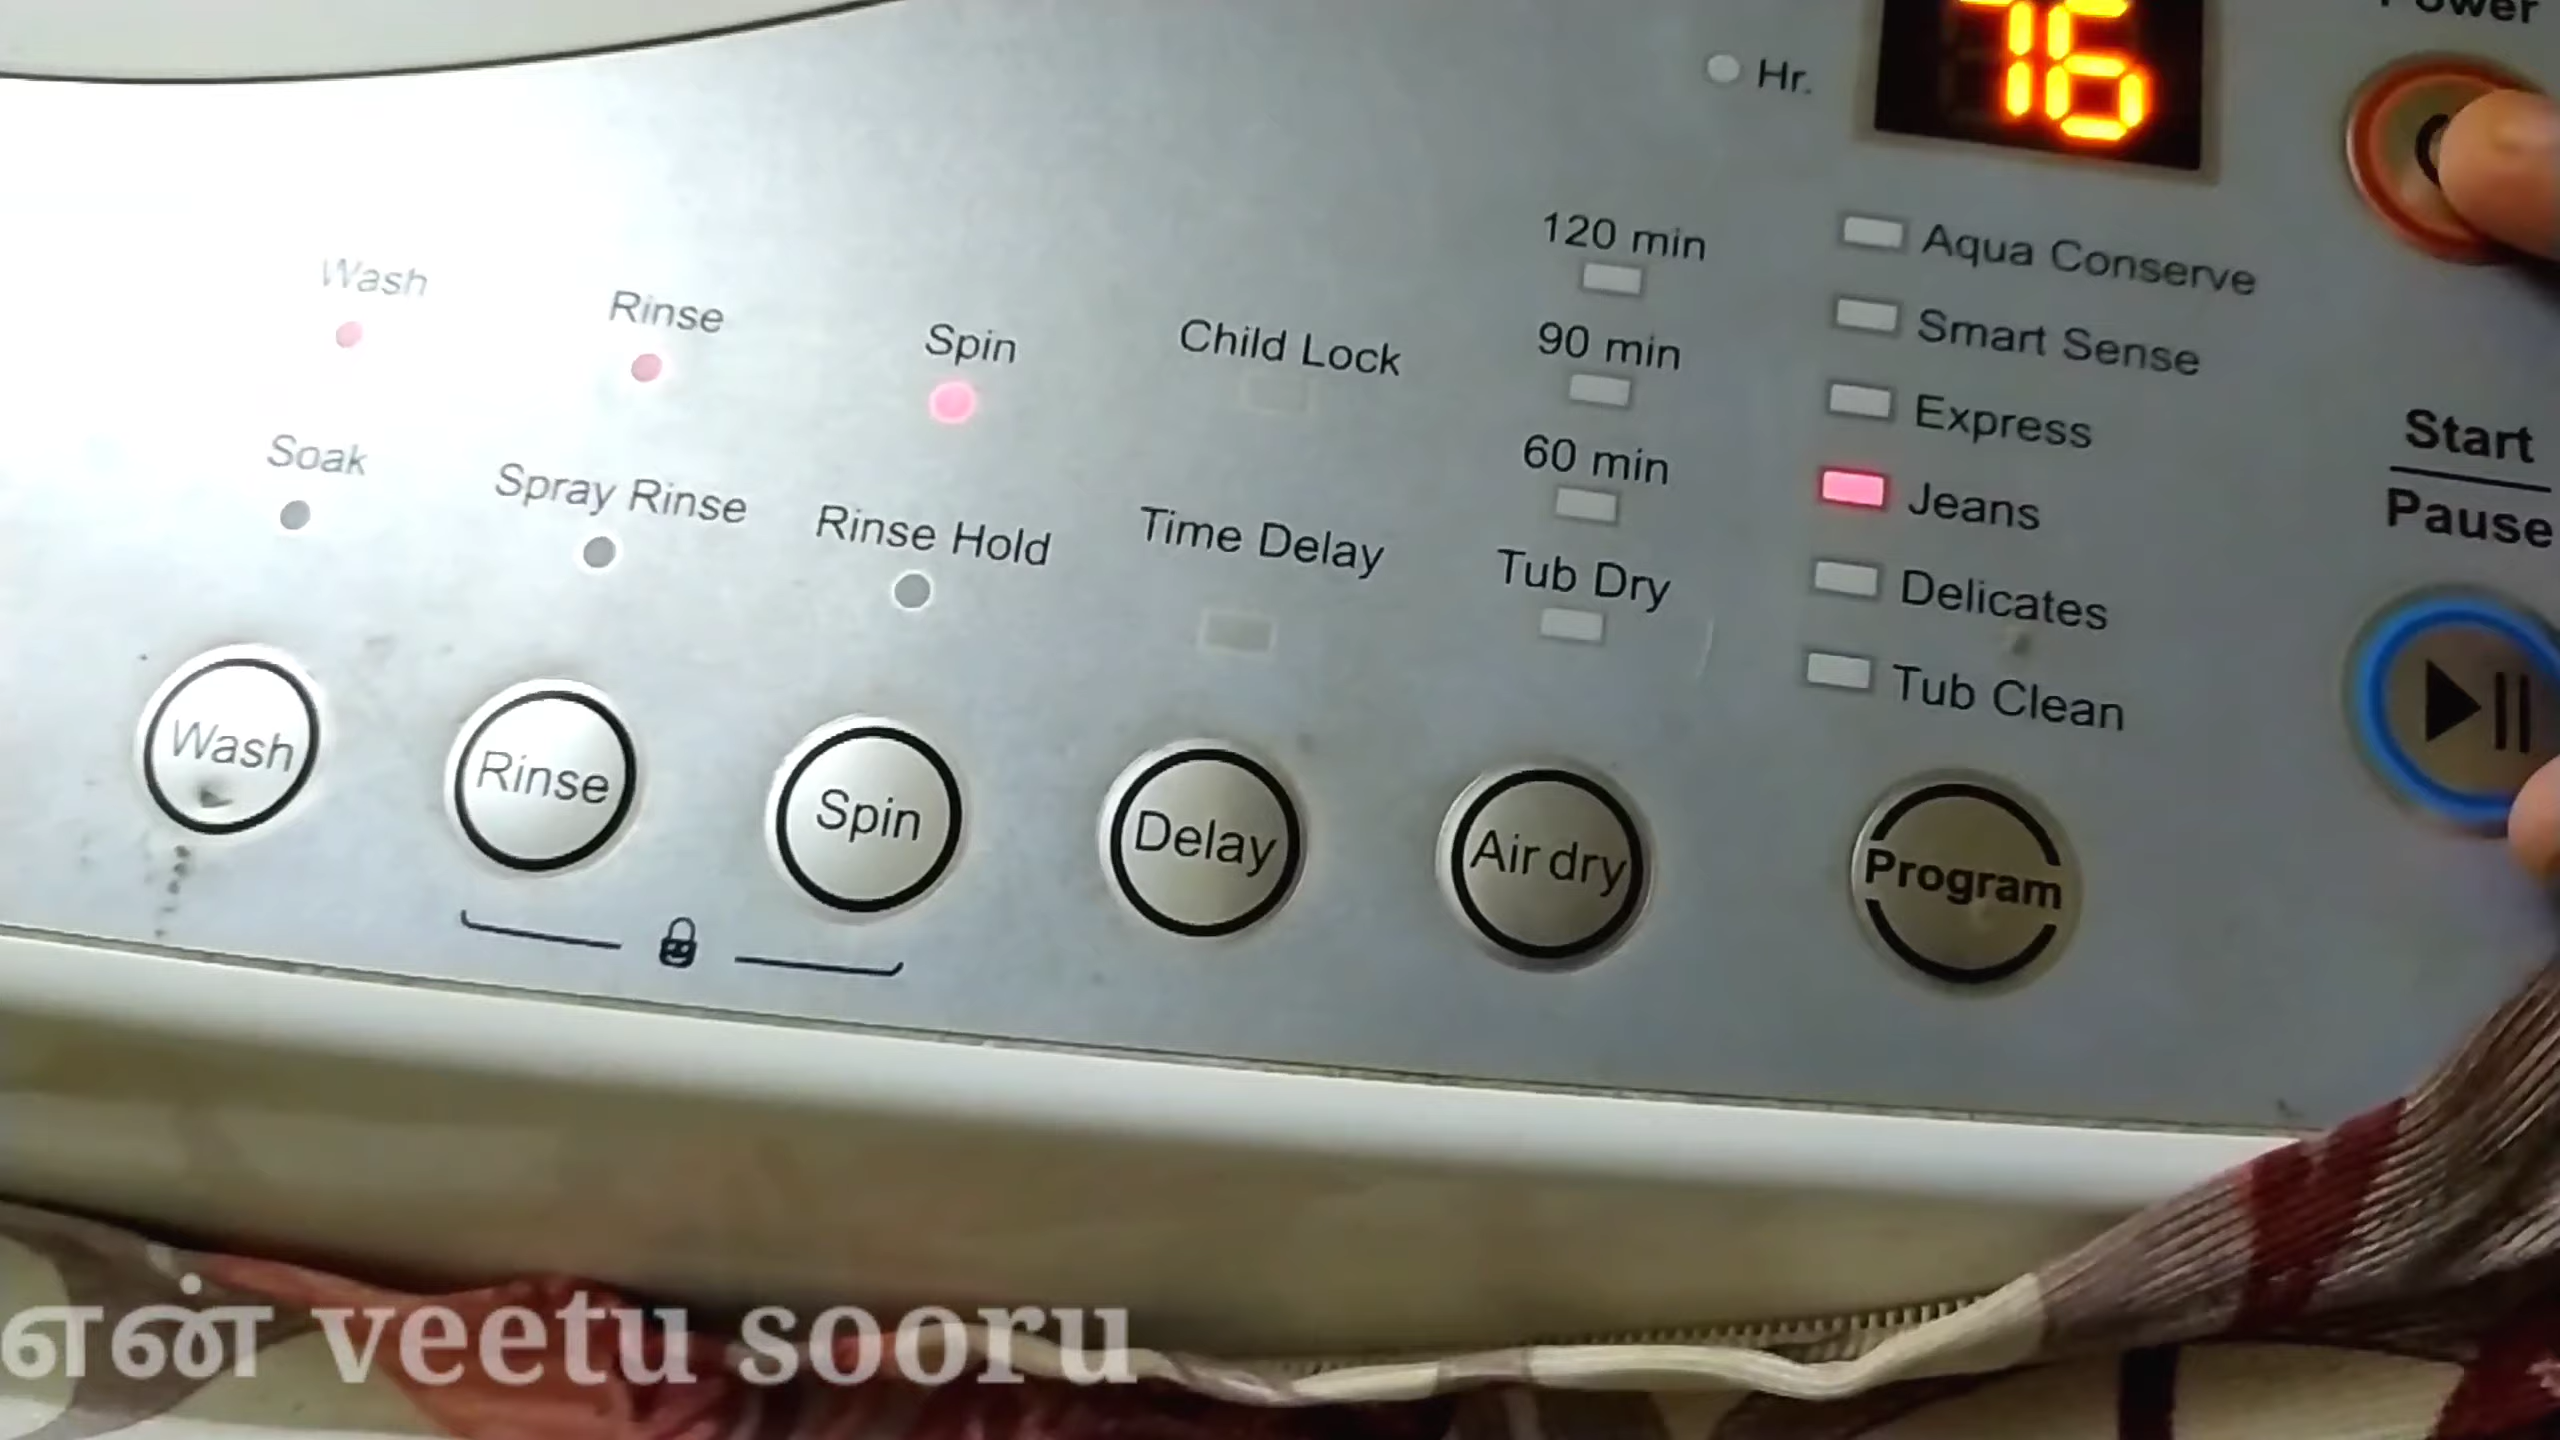 Power
76
Hr.
120 min
90 min
60 min
Tub Dry
Aqua Conserve
Smart Sense
Express
Jeans
Delicates
Tub Clean
Start
Pause
Wash
Rinse
Spin
Child Lock
Soak
Spray Rinse
Rinse Hold
Time Delay
Wash
Rinse
Spin
Delay
Air dry
Program
என் veetu sooru